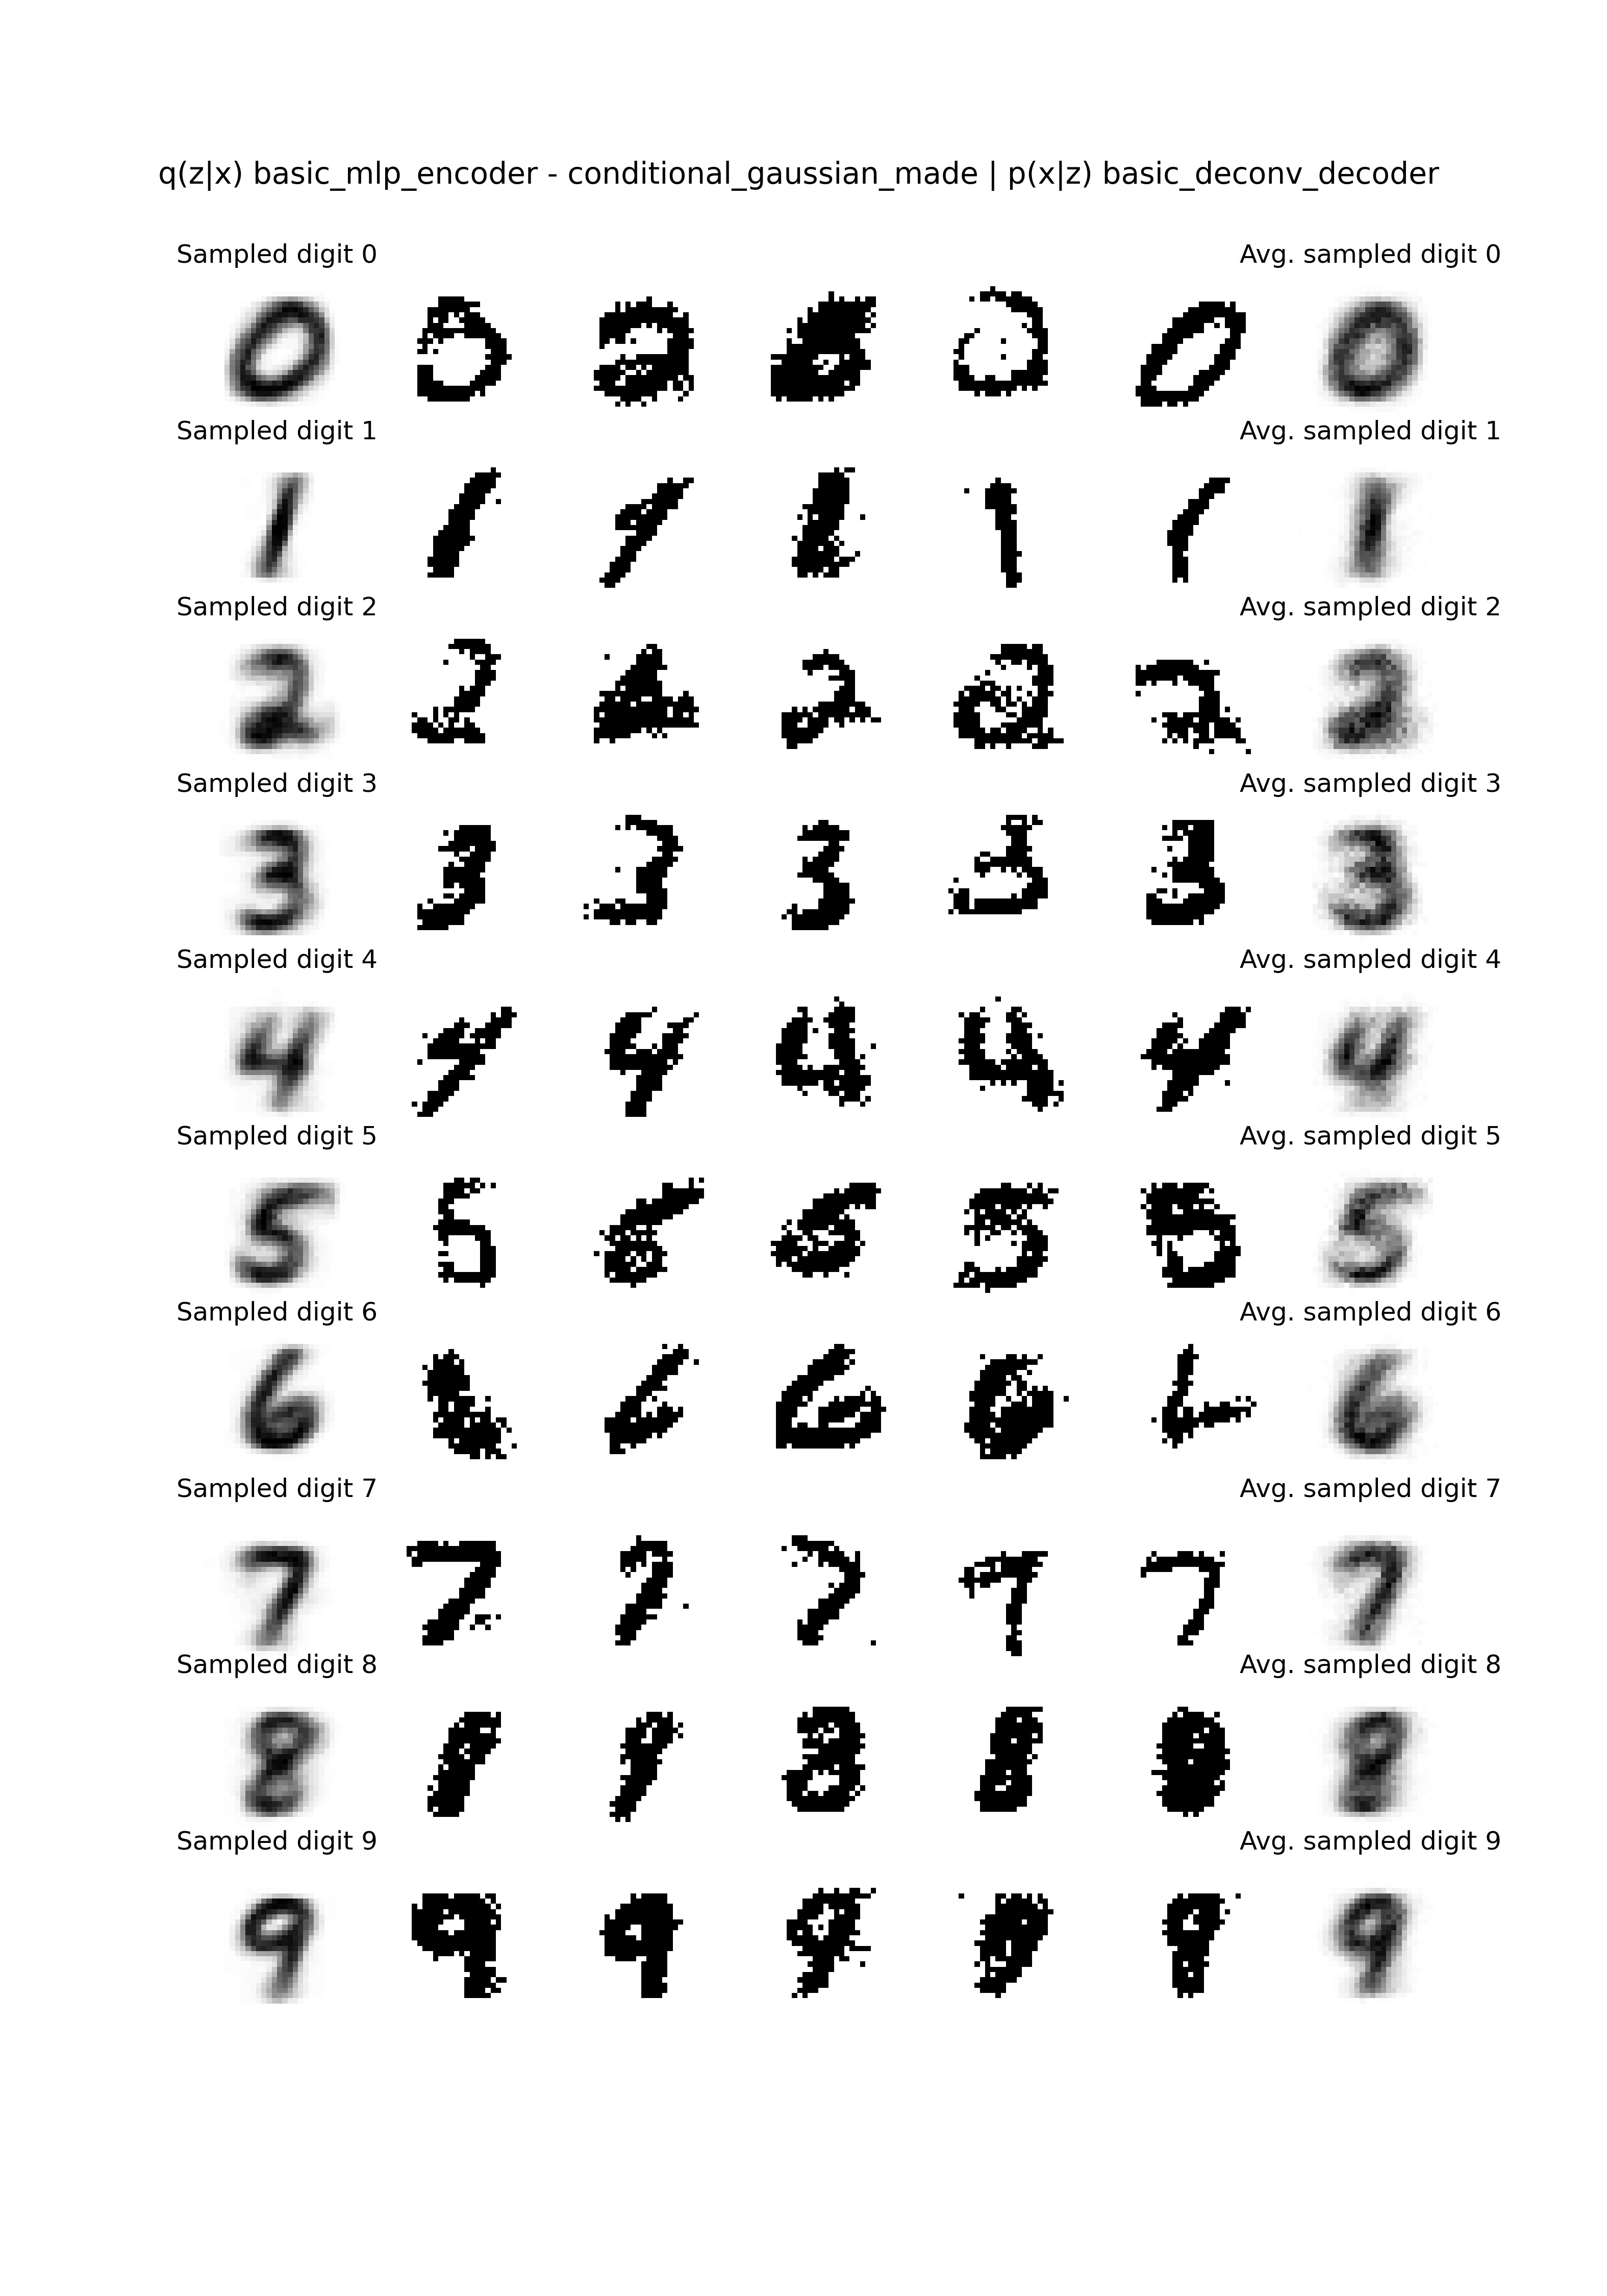 q(z|x) basic_mlp_encoder - conditional_gaussian_made | p(x|z) basic_deconv_decoder
Sampled digit 0 Avg. sampled digit 0
Sampled digit 1 Avg. sampled digit 1
Sampled digit 2 Avg. sampled digit 2
Sampled digit 3 Avg. sampled digit 3
Sampled digit 4 Avg. sampled digit 4
Sampled digit 5 Avg. sampled digit 5
Sampled digit 6 Avg. sampled digit 6
Sampled digit 7 Avg. sampled digit 7
Sampled digit 8 Avg. sampled digit 8
Sampled digit 9 Avg. sampled digit 9